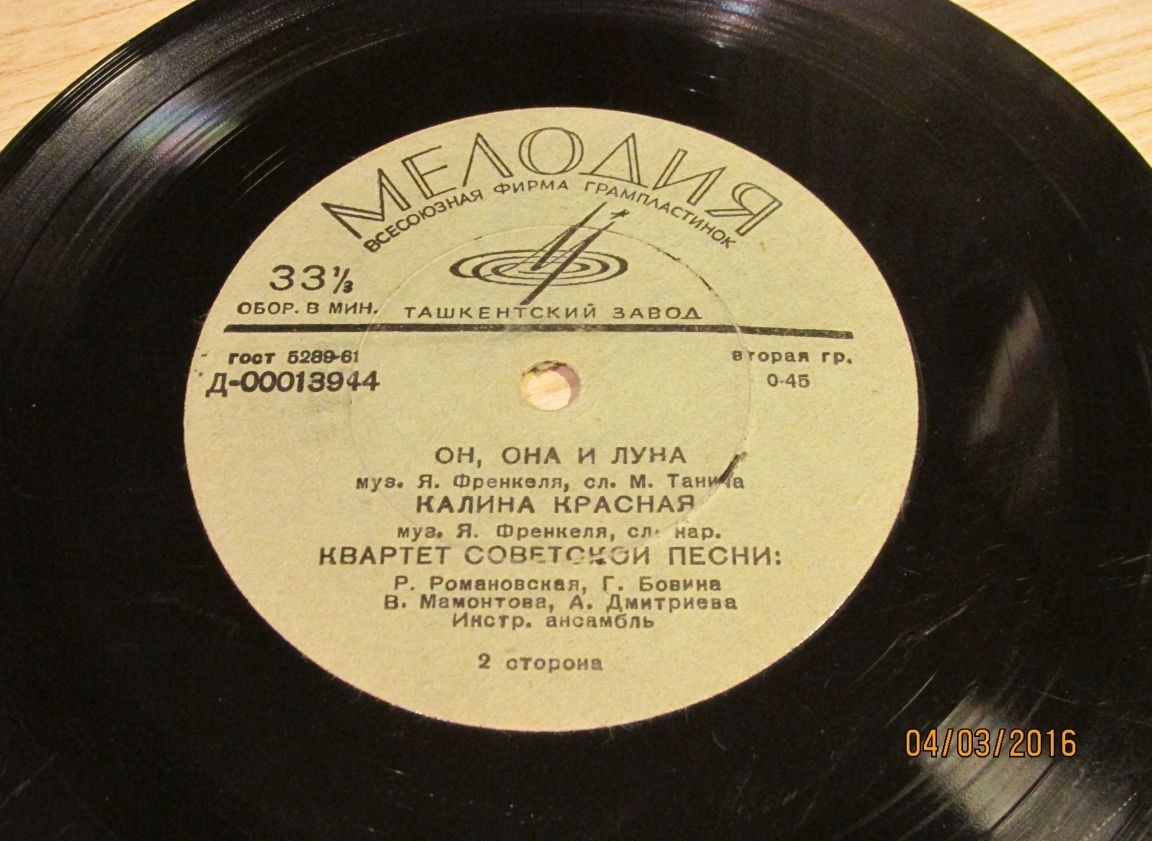 МЕЛОДИЯ
ВСЕСОЮЗНАЯ ФИРМА ГРАМПЛАСТИНОК
33⅓
ОБОР. В МИН.
ТАШКЕНТСКИЙ ЗАВОД
гост 5289-61
вторая гр.
Д-00013944
0-45
ОН, ОНА И ЛУНА
муз. Я. Френкеля, сл. М. Танича
КАЛИНА КРАСНАЯ
муз. Я. Френкеля, сл. нар.
КВАРТЕТ СОВЕТСКОЙ ПЕСНИ:
Р. Романовская, Г. Бовина
В. Мамонтова, А. Дмитриева
Инстр. ансамбль
2 сторона
04/03/2016